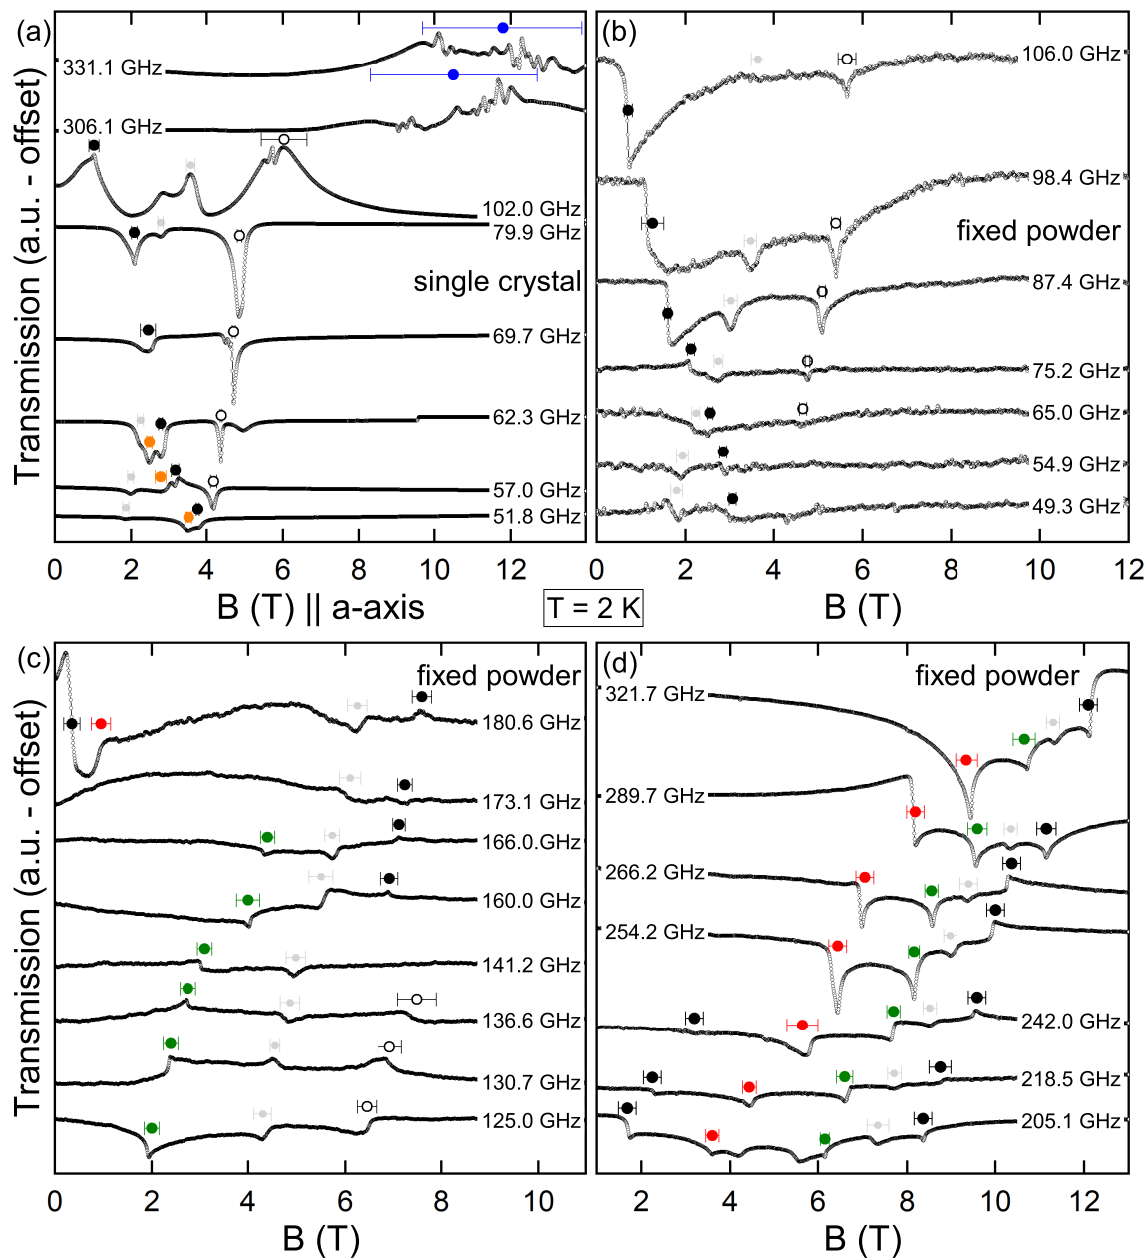 (a)
331.1 GHz
306.1 GHz
102.0 GHz
79.9 GHz
single crystal
69.7 GHz
62.3 GHz
57.0 GHz
51.8 GHz
Transmission (a.u. - offset)
0 2 4 6 8 10 12
B (T) || a-axis
(b)
106.0 GHz
98.4 GHz
fixed powder
87.4 GHz
75.2 GHz
65.0 GHz
54.9 GHz
49.3 GHz
2 4 6 8 10 12
B (T)
T = 2 K
(c)
fixed powder
180.6 GHz
173.1 GHz
166.0 GHz
160.0 GHz
141.2 GHz
136.6 GHz
130.7 GHz
125.0 GHz
Transmission (a.u. - offset)
0 2 4 6 8 10
B (T)
(d)
fixed powder
321.7 GHz
289.7 GHz
266.2 GHz
254.2 GHz
242.0 GHz
218.5 GHz
205.1 GHz
2 4 6 8 10 12
B (T)